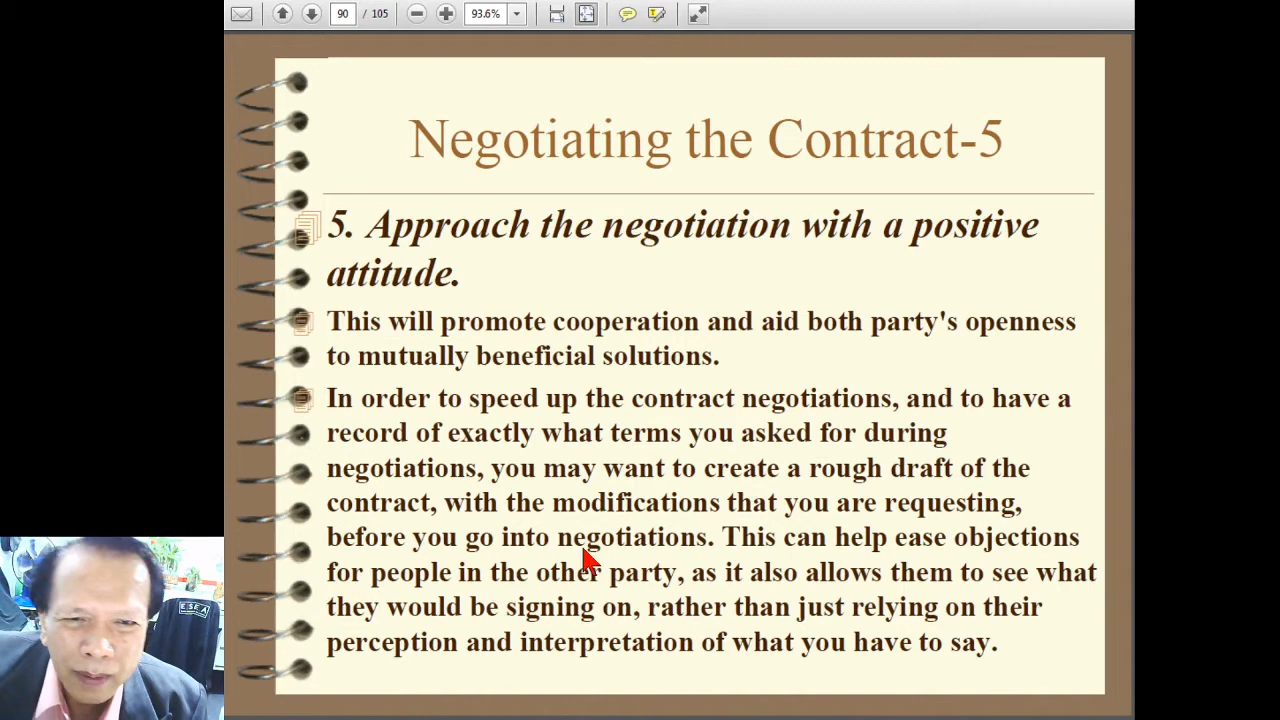 90 / 105 93.6%
Negotiating the Contract-5
5. Approach the negotiation with a positive
attitude.
This will promote cooperation and aid both party's openness
to mutually beneficial solutions.
In order to speed up the contract negotiations, and to have a
record of exactly what terms you asked for during
negotiations, you may want to create a rough draft of the
contract, with the modifications that you are requesting,
before you go into negotiations. This can help ease objections
for people in the other party, as it also allows them to see what
they would be signing on, rather than just relying on their
perception and interpretation of what you have to say.